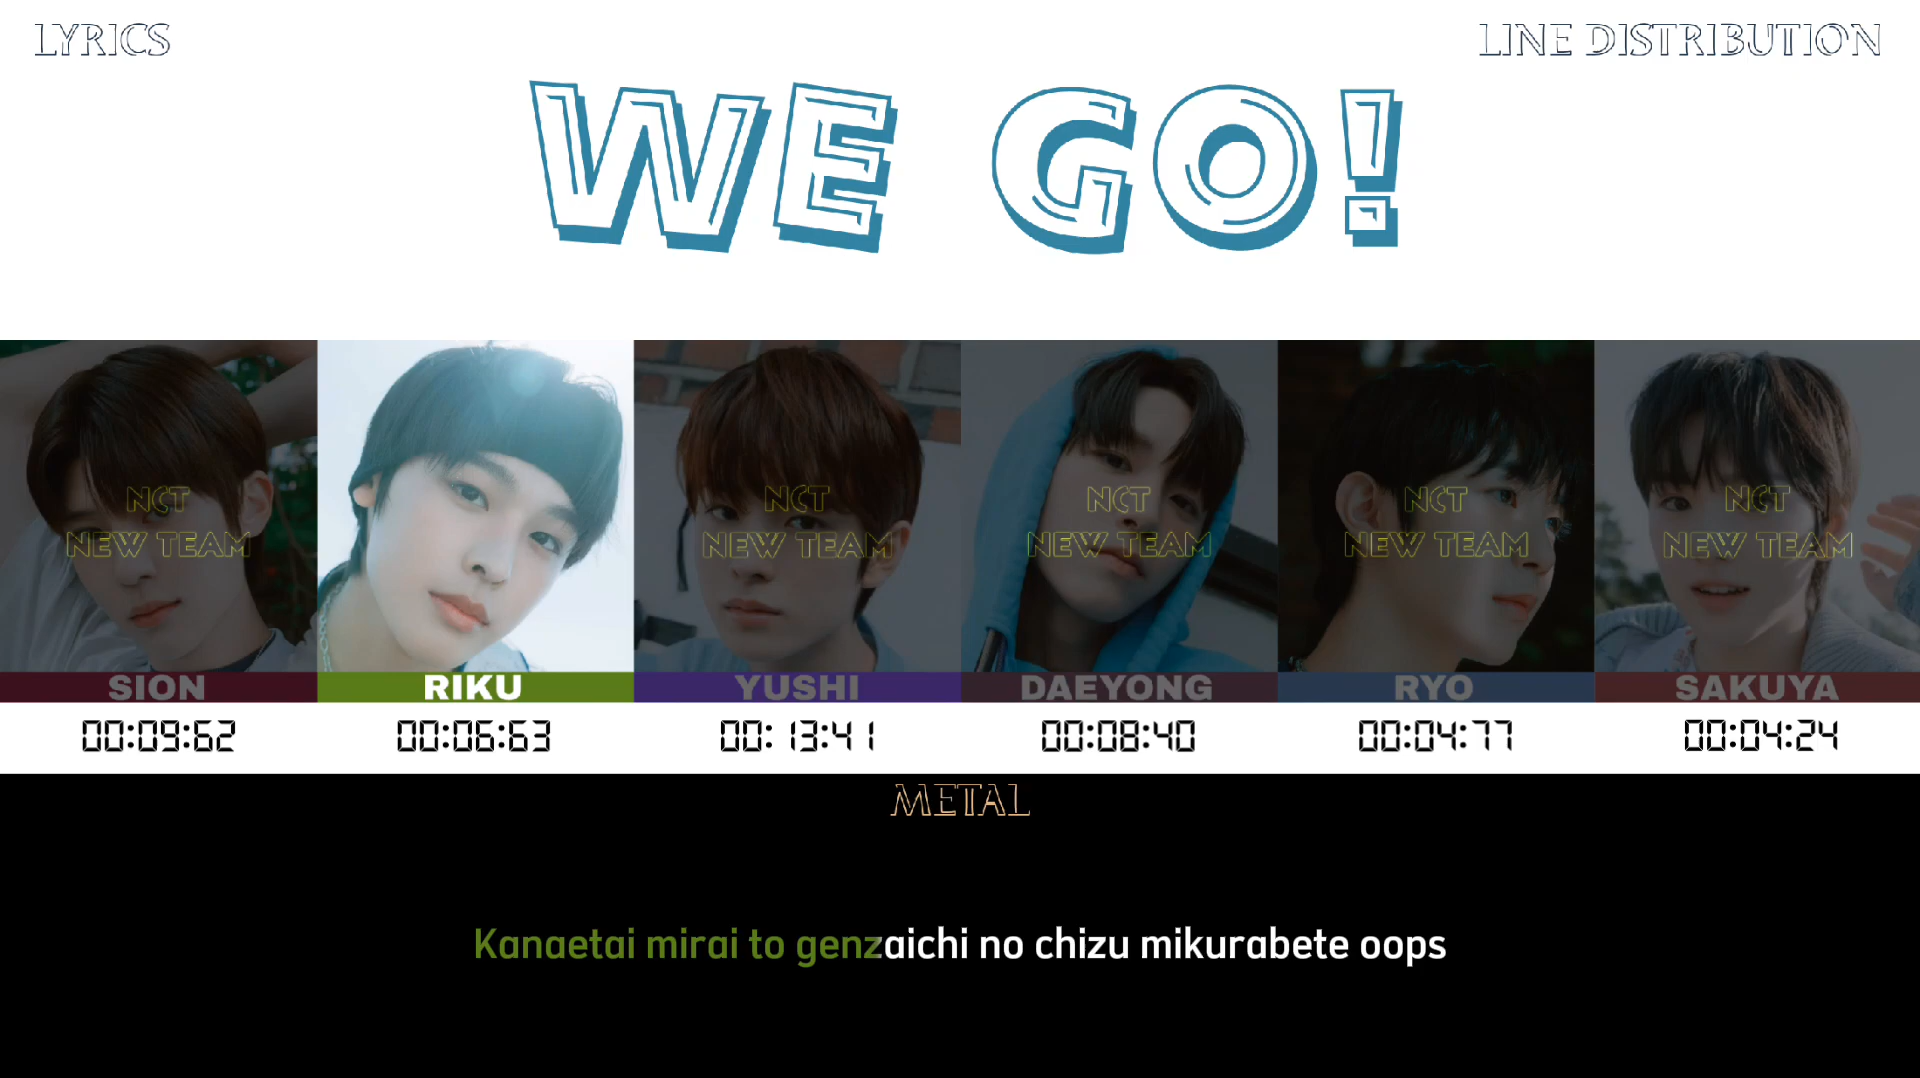 LYRICS
LINE DISTRIBUTION
WE GO!
NCT
NEW TEAM
NCT
NEW TEAM
NCT
NEW TEAM
NCT
NEW TEAM
NCT
NEW TEAM
SION
RIKU
YUSHI
DAEYONG
RYO
SAKUYA
00:09:62
00:06:63
00:13:41
00:08:40
00:04:77
00:04:24
METAL
Kanaetai mirai to genzaichi no chizu mikurabete oops